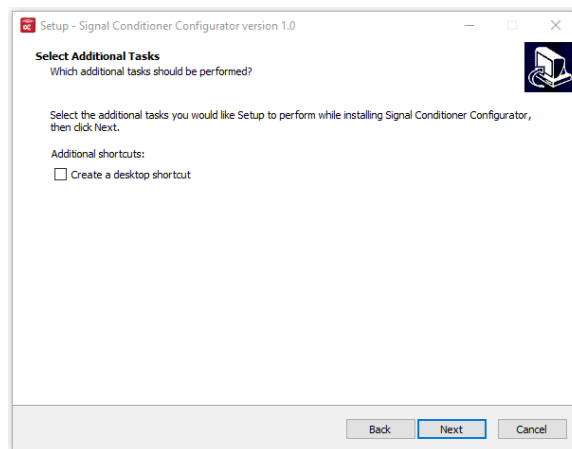 Setup - Signal Conditioner Configurator version 1.0
Select Additional Tasks
Which additional tasks should be performed?
Select the additional tasks you would like Setup to perform while installing Signal Conditioner Configurator,
then click Next.
Additional shortcuts:
Create a desktop shortcut
Back Next Cancel